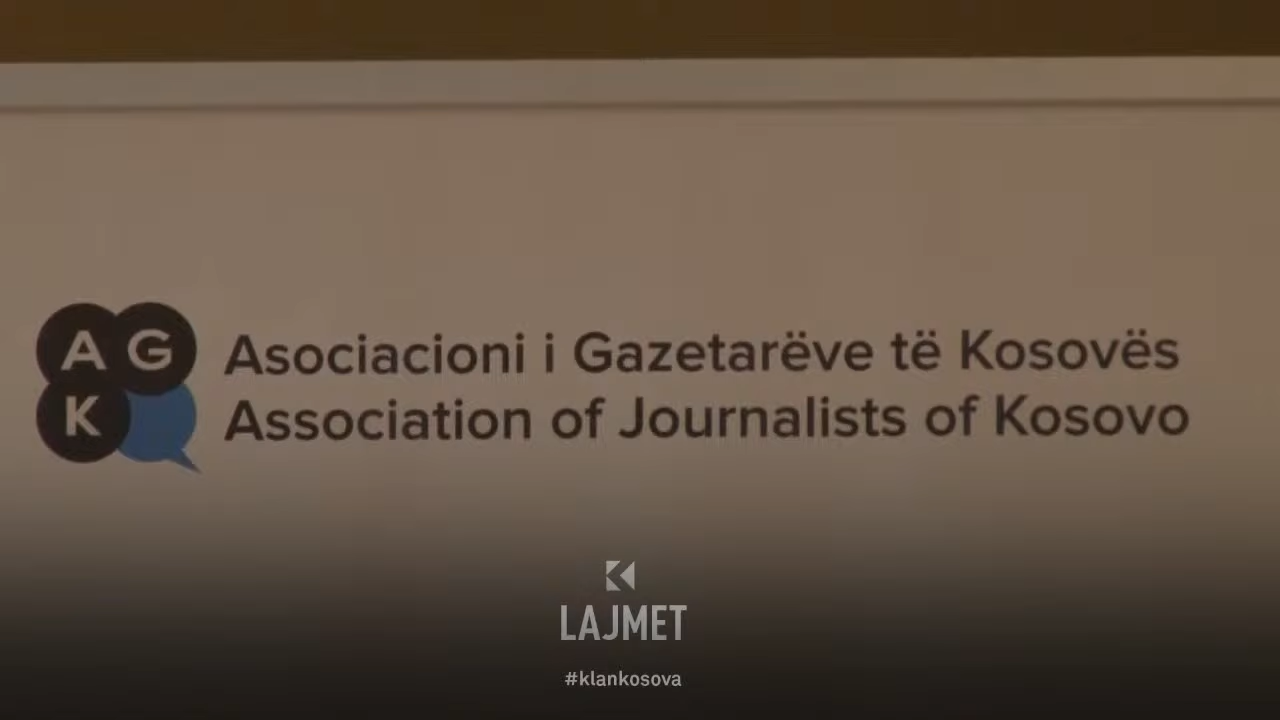 A G
K
Asociacioni i Gazetarëve të Kosovës
Association of Journalists of Kosovo
LAJMET
#klankosova